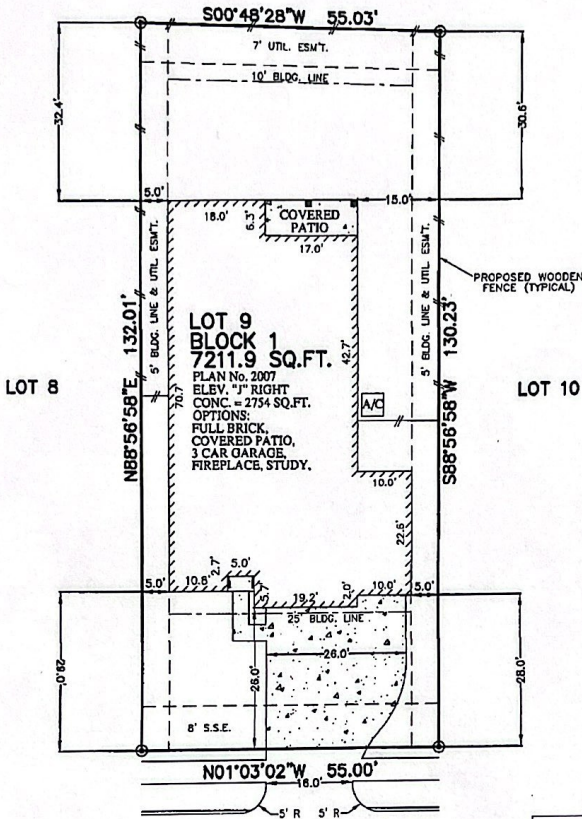 S00°48'28"W 55.03'
7' UTIL. ESM'T.
10' BLDG. LINE
32.4'
30.6'
5.0'
15.0'
18.0'
6.3'
COVERED
PATIO
17.0'
5' BLDG. LINE & UTIL. ESM'T.
5' BLDG. LINE & UTIL. ESM'T.
PROPOSED WOODEN
FENCE (TYPICAL)
N88°56'58"E 132.01'
S88°56'58"W 130.23'
LOT 8
LOT 10
LOT 9
BLOCK 1
7211.9 SQ.FT.
PLAN No. 2007
ELEV. "J" RIGHT
CONC. = 2754 SQ.FT.
OPTIONS:
FULL BRICK,
COVERED PATIO,
3 CAR GARAGE,
FIREPLACE, STUDY,
70.7'
42.7'
A/C
10.0'
22.6'
2.7'
5.0'
5.0'
10.8'
5.7'
19.2'
2.0'
10.0'
5.0'
25' BLDG. LINE
29.0'
26.0'
26.0'
28.0'
8' S.S.E.
N01°03'02"W 55.00'
16.0'
5' R
5' R